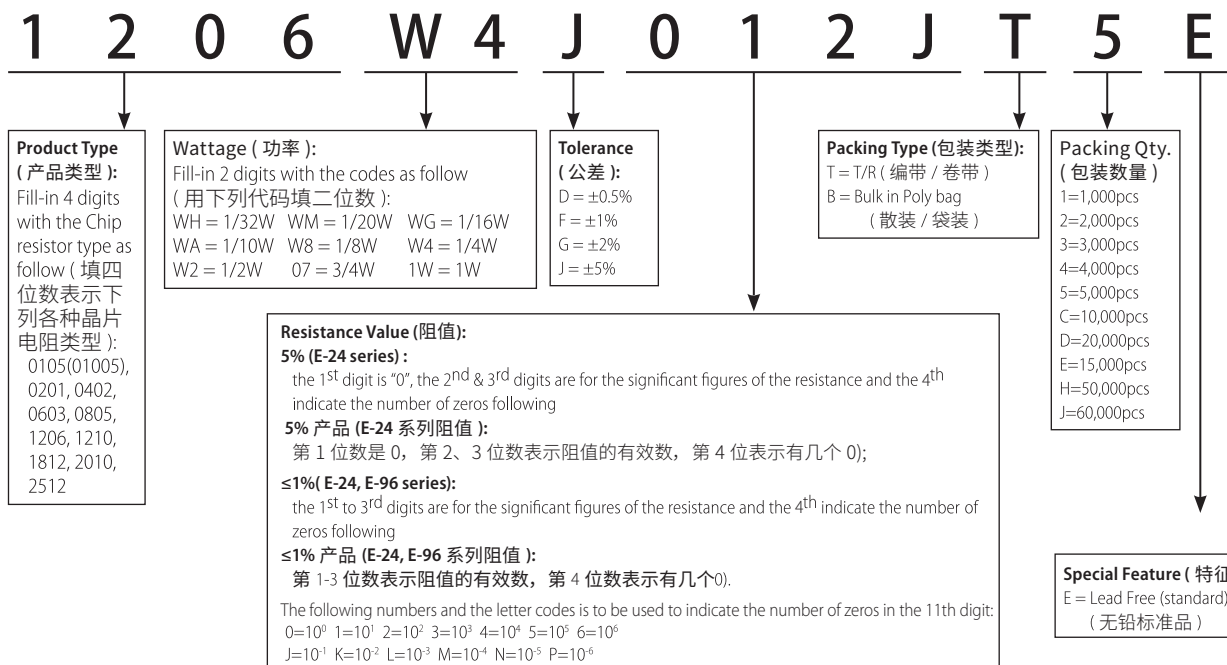 1 2 0 6 W 4 J 0 1 2 J T 5 E
Product Type
( 产品类型 ):
Fill-in 4 digits
with the Chip
resistor type as
follow ( 填四
位数表示下
列各种晶片
电阻类型 ):
0105(01005),
0201, 0402,
0603, 0805,
1206, 1210,
1812, 2010,
2512
Wattage ( 功率 ):
Fill-in 2 digits with the codes as follow
( 用下列代码填二位数 ):
WH = 1/32W WM = 1/20W WG = 1/16W
WA = 1/10W W8 = 1/8W W4 = 1/4W
W2 = 1/2W 07 = 3/4W 1W = 1W
Tolerance
( 公差 ):
D = ±0.5%
F = ±1%
G = ±2%
J = ±5%
Packing Type (包装类型):
T = T/R ( 编带 / 卷带 )
B = Bulk in Poly bag
( 散装 / 袋装 )
Packing Qty.
( 包装数量 )
1=1,000pcs
2=2,000pcs
3=3,000pcs
4=4,000pcs
5=5,000pcs
C=10,000pcs
D=20,000pcs
E=15,000pcs
H=50,000pcs
J=60,000pcs
Resistance Value (阻值):
5% (E-24 series) :
the 1st digit is “0”, the 2nd & 3rd digits are for the significant figures of the resistance and the 4th
indicate the number of zeros following
5% 产品 (E-24 系列阻值 ):
第 1 位数是 0, 第 2、3 位数表示阻值的有效数, 第 4 位表示有几个 0);
≤1%( E-24, E-96 series):
the 1st to 3rd digits are for the significant figures of the resistance and the 4th indicate the number of
zeros following
≤1% 产品 (E-24, E-96 系列阻值 ):
第 1-3 位数表示阻值的有效数, 第 4 位数表示有几个0).
The following numbers and the letter codes is to be used to indicate the number of zeros in the 11th digit:
0=10⁰ 1=10¹ 2=10² 3=10³ 4=10⁴ 5=10⁵ 6=10⁶
J=10⁻¹ K=10⁻² L=10⁻³ M=10⁻⁴ N=10⁻⁵ P=10⁻⁶
Special Feature ( 特征
E = Lead Free (standard)
( 无铅标准品 )